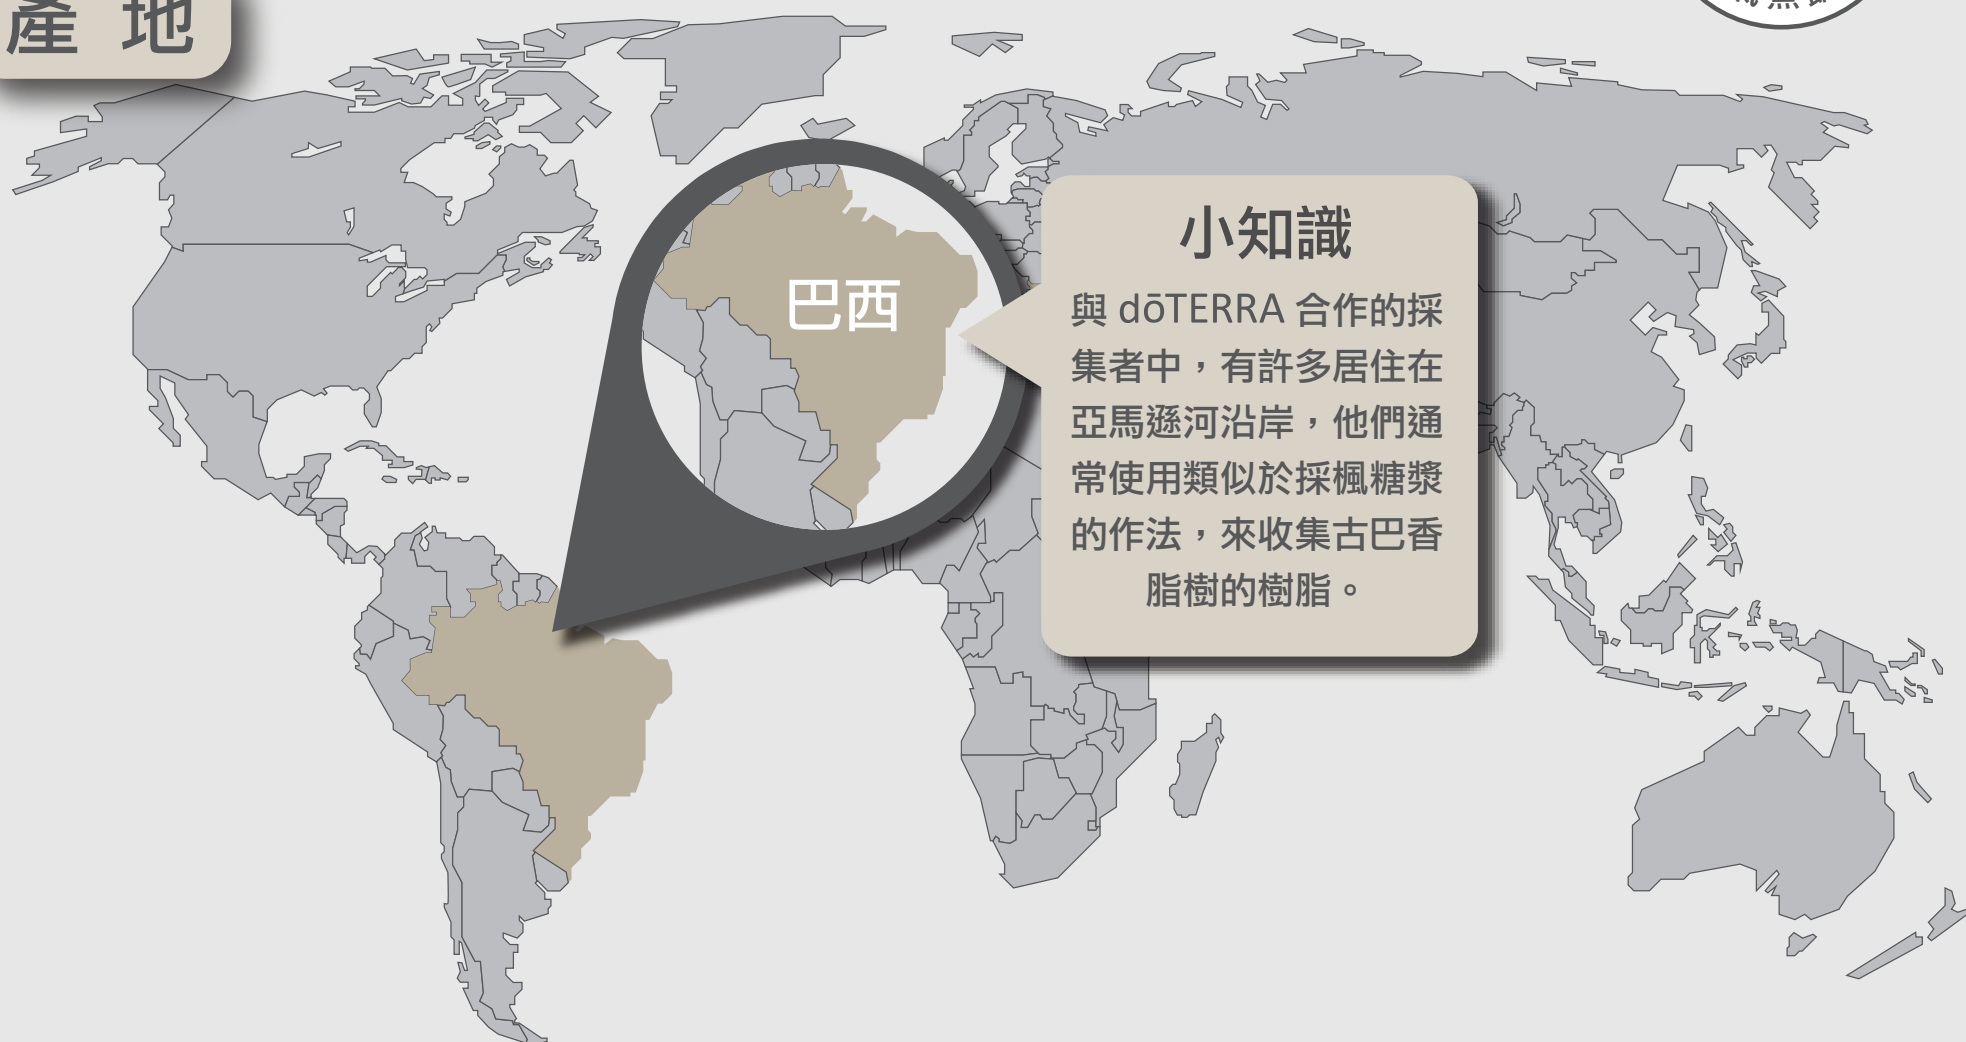 產地
巴西
小知識
與 dōTERRA 合作的採
集者中，有許多居住在
亞馬遜河沿岸，他們通
常使用類似於採楓糖漿
的作法，來收集古巴香
脂樹的樹脂。